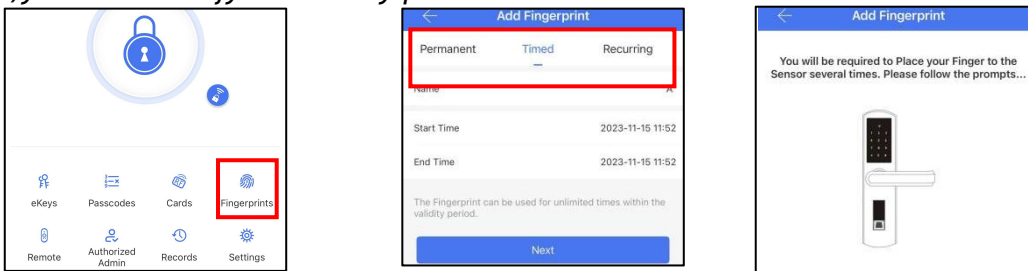 eKeys Passcodes Cards Fingerprints
Remote Authorized Admin Records Settings
Add Fingerprint
Permanent Timed Recurring
Name A
Start Time 2023-11-15 11:52
End Time 2023-11-15 11:52
The Fingerprint can be used for unlimited times within the
validity period.
Next
Add Fingerprint
You will be required to Place your Finger to the
Sensor several times. Please follow the prompts...